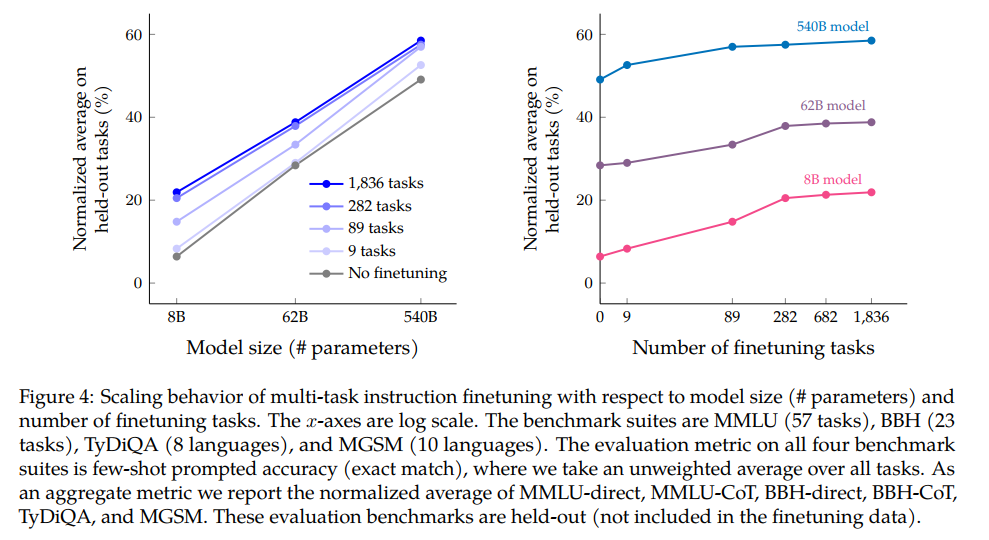 60
40
20
0
Normalized average on
held-out tasks (%)
1,836 tasks
282 tasks
89 tasks
9 tasks
No finetuning
8B
62B
540B
Model size (# parameters)
60
40
20
0
Normalized average on
held-out tasks (%)
540B model
62B model
8B model
0 9 89 282 682 1,836
Number of finetuning tasks
Figure 4: Scaling behavior of multi-task instruction finetuning with respect to model size (# parameters) and
number of finetuning tasks. The x-axes are log scale. The benchmark suites are MMLU (57 tasks), BBH (23
tasks), TyDiQA (8 languages), and MGSM (10 languages). The evaluation metric on all four benchmark
suites is few-shot prompted accuracy (exact match), where we take an unweighted average over all tasks. As
an aggregate metric we report the normalized average of MMLU-direct, MMLU-CoT, BBH-direct, BBH-CoT,
TyDiQA, and MGSM. These evaluation benchmarks are held-out (not included in the finetuning data).